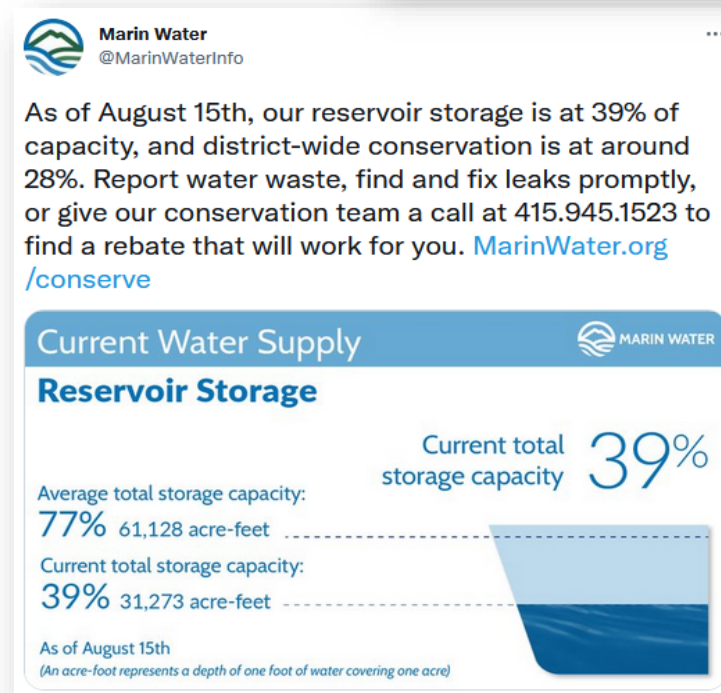 Marin Water
@MarinWaterInfo
As of August 15th, our reservoir storage is at 39% of
capacity, and district-wide conservation is at around
28%. Report water waste, find and fix leaks promptly,
or give our conservation team a call at 415.945.1523 to
find a rebate that will work for you. MarinWater.org
/conserve
Current Water Supply
MARIN WATER
Reservoir Storage
Current total
storage capacity
39%
Average total storage capacity:
77% 61,128 acre-feet
Current total storage capacity:
39% 31,273 acre-feet
As of August 15th
(An acre-foot represents a depth of one foot of water covering one acre)